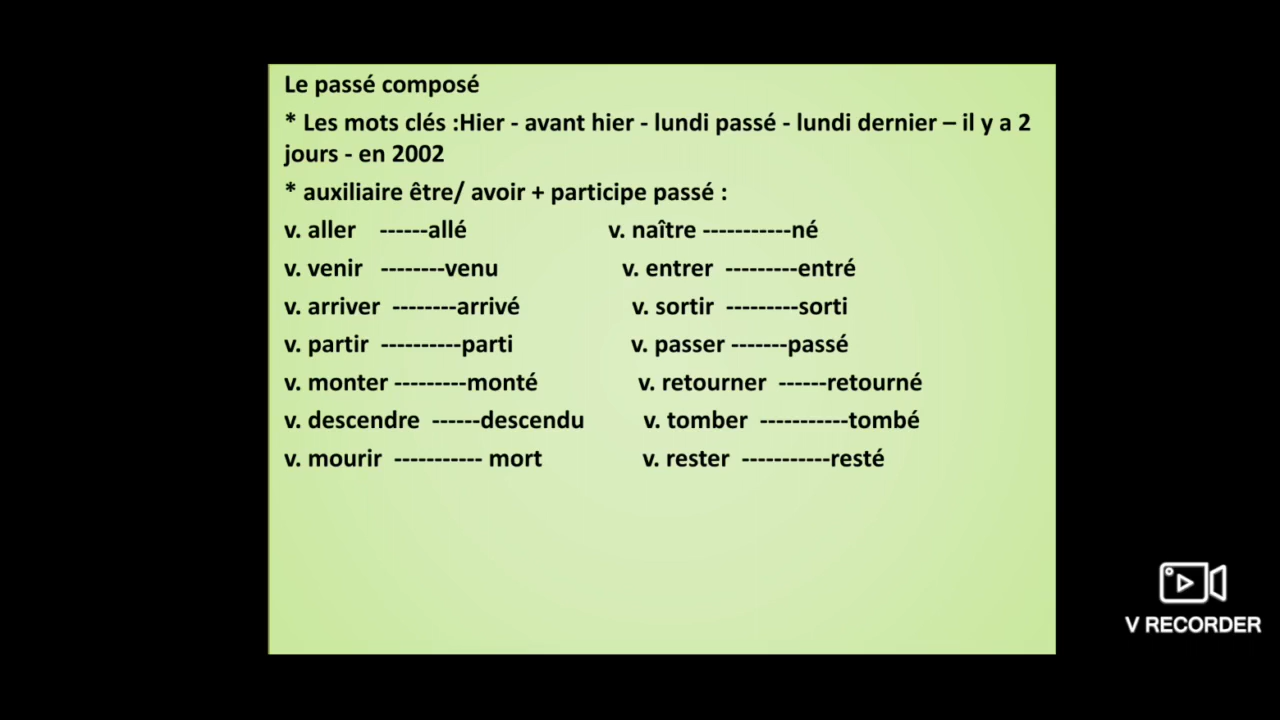 Le passé composé
* Les mots clés :Hier - avant hier - lundi passé - lundi dernier – il y a 2
jours - en 2002
* auxiliaire être/ avoir + participe passé :
v. aller ------allé v. naître -----------né
v. venir --------venu v. entrer ---------entré
v. arriver --------arrivé v. sortir ---------sorti
v. partir ----------parti v. passer -------passé
v. monter ---------monté v. retourner ------retourné
v. descendre ------descendu v. tomber -----------tombé
v. mourir ----------- mort v. rester -----------resté
V RECORDER